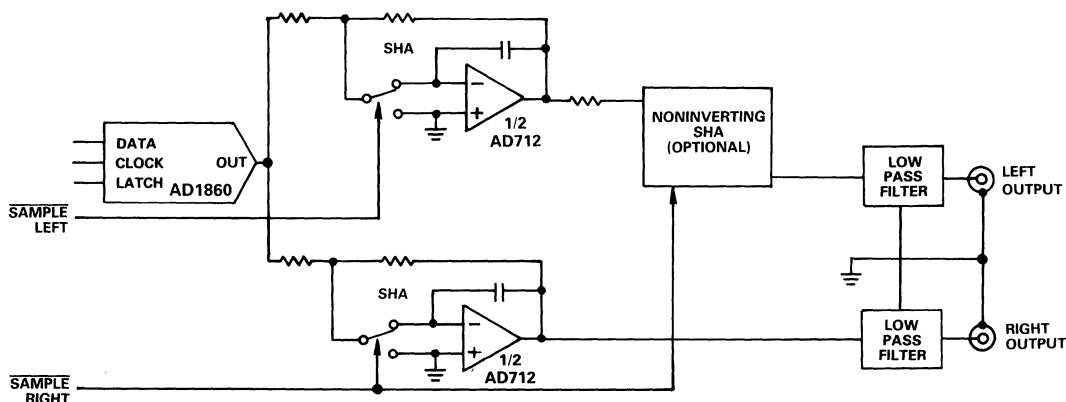 SHA
−
+
1/2
AD712
NONINVERTING
SHA
(OPTIONAL)
DATA
CLOCK
LATCH
OUT
AD1860
LOW
PASS
FILTER
LEFT
OUTPUT
SAMPLE
LEFT
SHA
−
+
1/2
AD712
LOW
PASS
FILTER
RIGHT
OUTPUT
SAMPLE
RIGHT